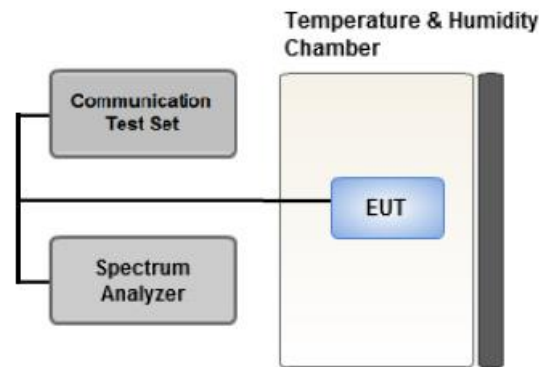 Temperature & Humidity
Chamber
Communication
Test Set
EUT
Spectrum
Analyzer